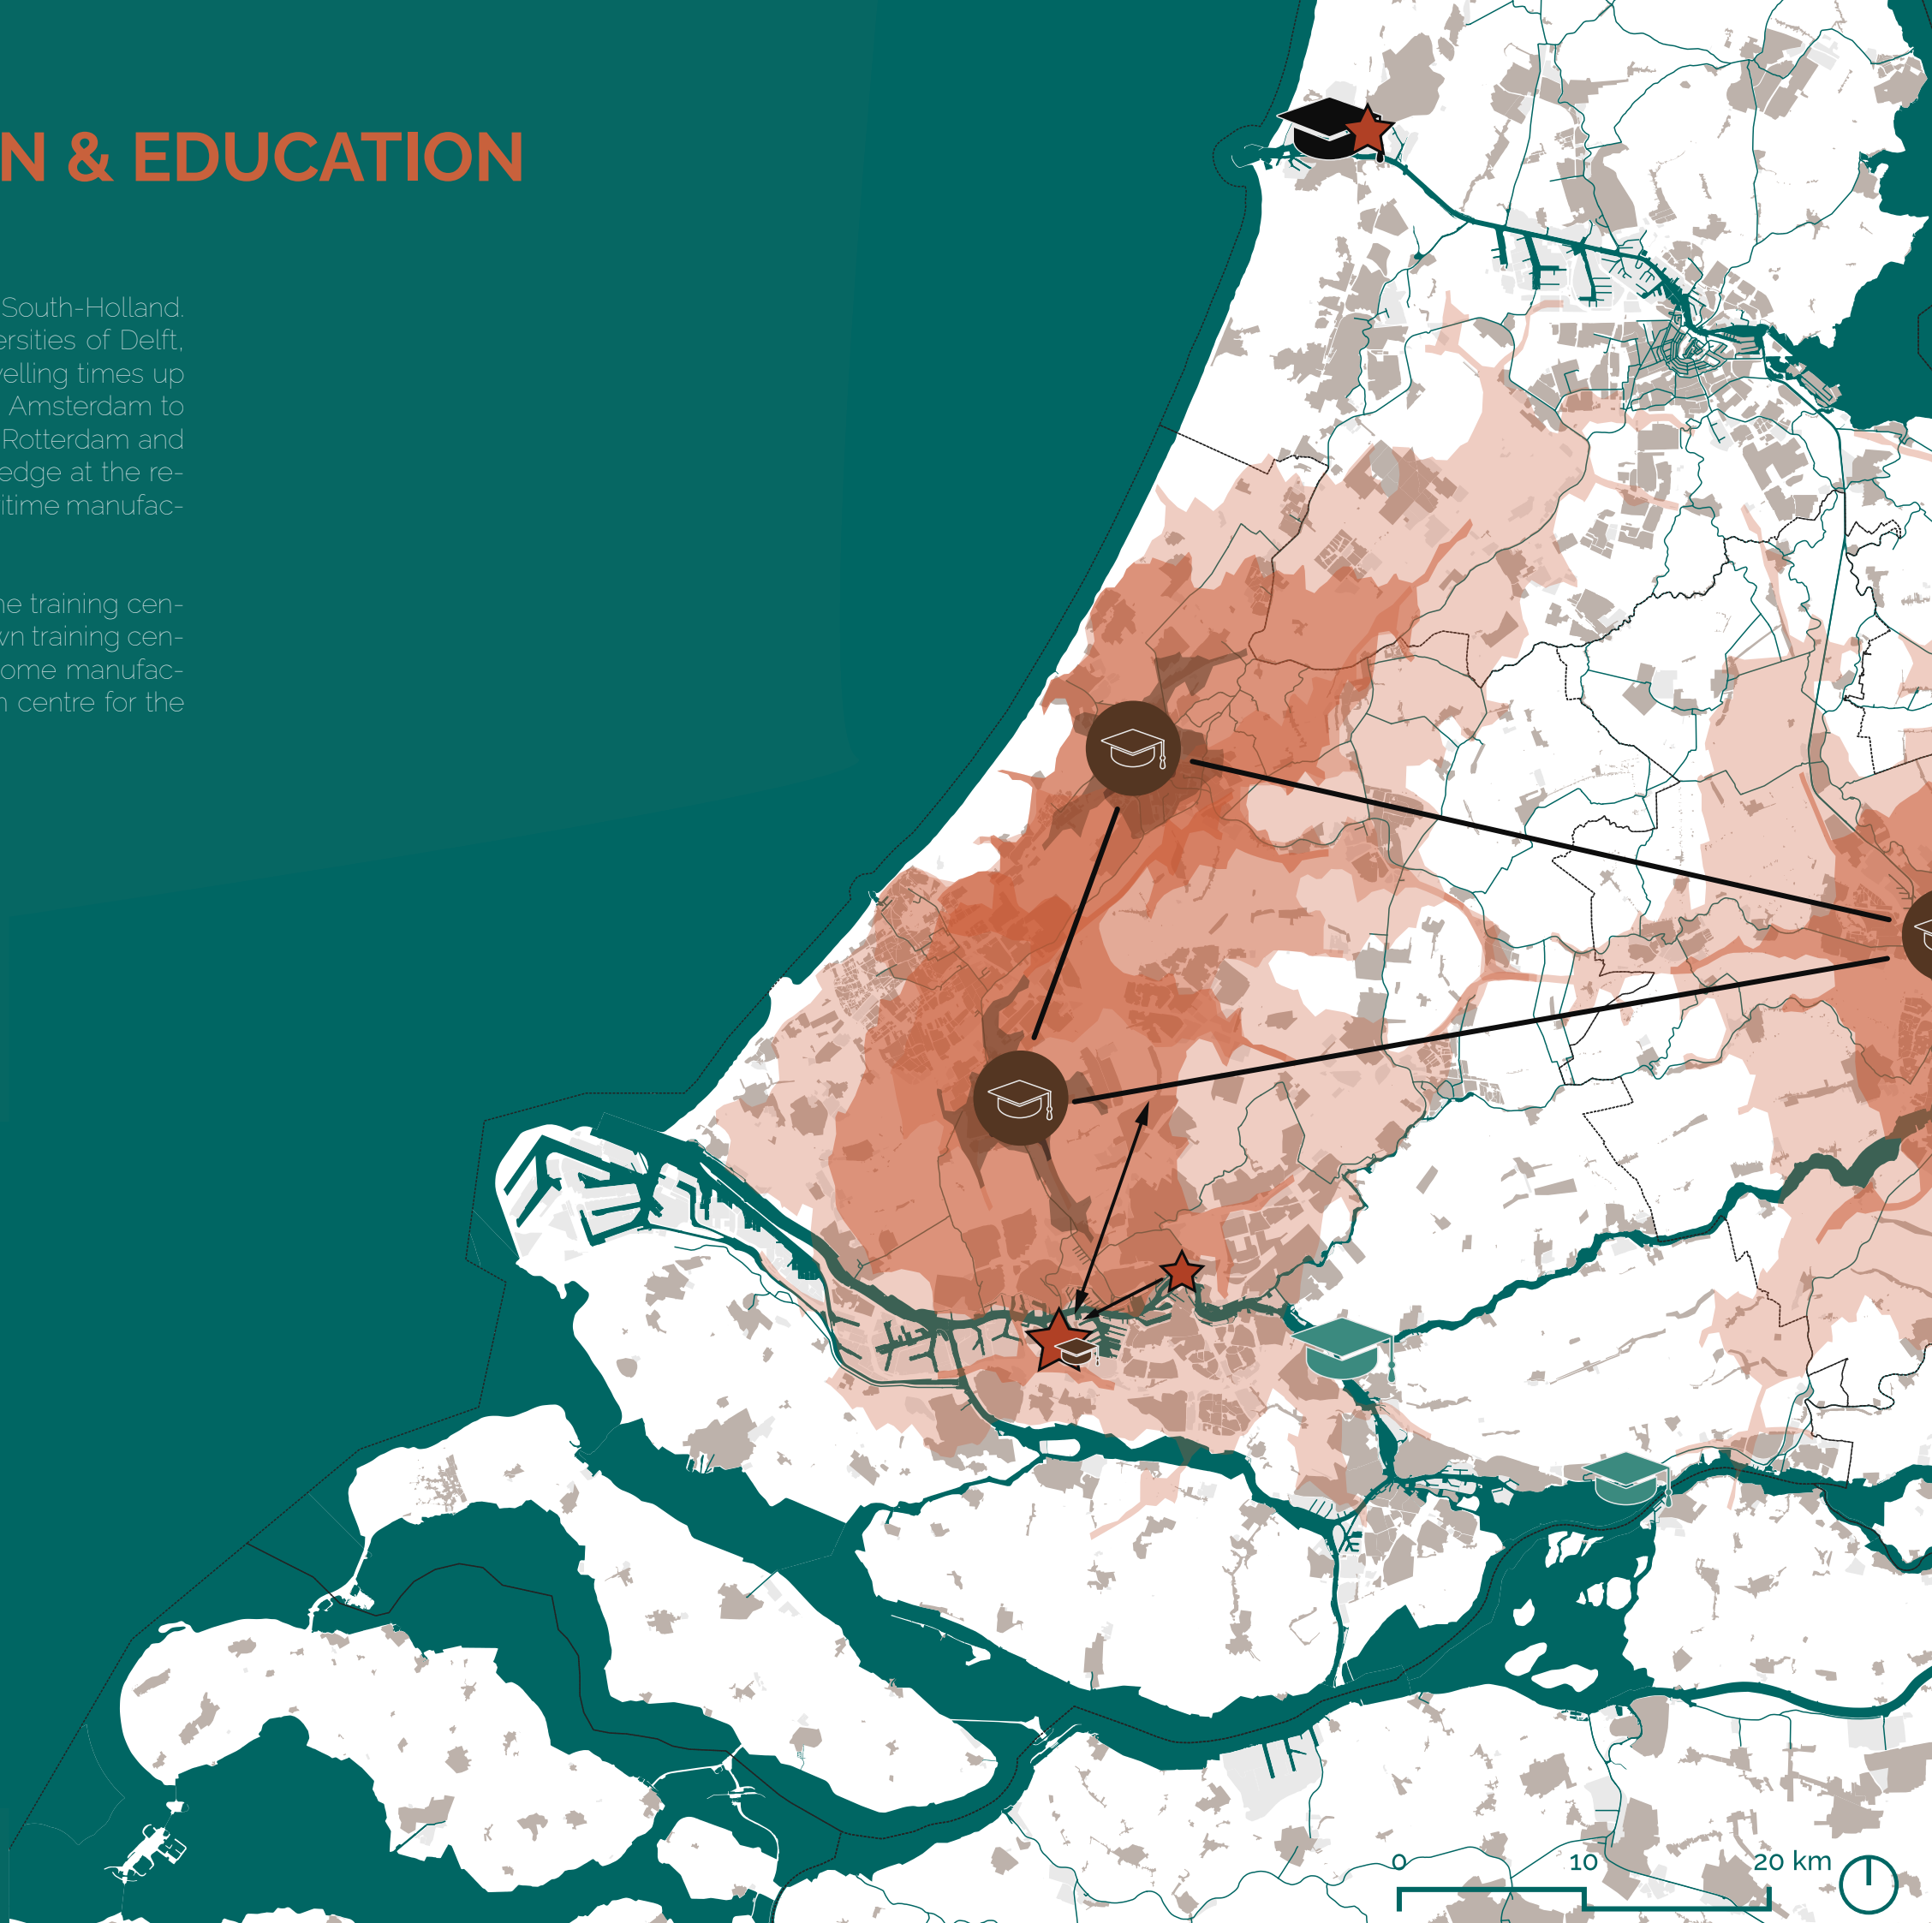 N & EDUCATION
South-Holland.
ersities of Delft,
velling times up
Amsterdam to
Rotterdam and
edge at the re-
itime manufac-
ne training cen-
wn training cen-
ome manufac-
n centre for the
0 10 20 km